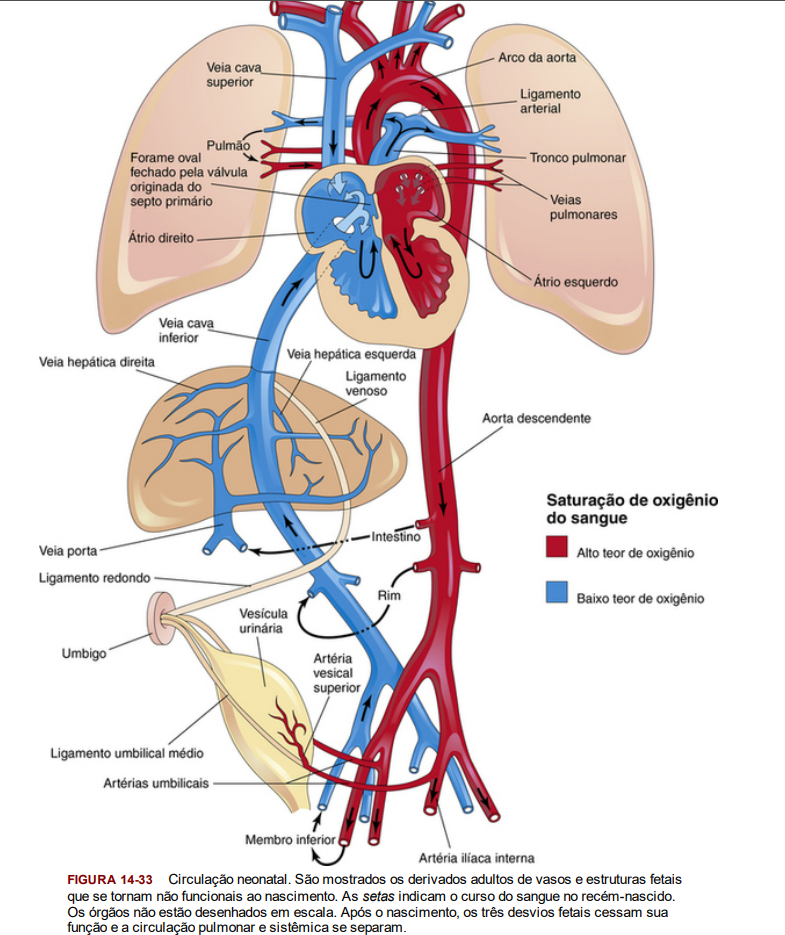 Veia cava
superior
Arco da aorta
Ligamento
arterial
Pulmão
Tronco pulmonar
Forame oval
fechado pela válvula
originada do
septo primário
Veias
pulmonares
Átrio direito
Átrio esquerdo
Veia cava
inferior
Veia hepática direita
Veia hepática esquerda
Ligamento
venoso
Aorta descendente
Saturação de oxigênio
do sangue
Alto teor de oxigênio
Baixo teor de oxigênio
Intestino
Veia porta
Ligamento redondo
Rim
Vesícula
urinária
Umbigo
Artéria
vesical
superior
Ligamento umbilical médio
Artérias umbilicais
Membro inferior
Artéria ilíaca interna
FIGURA 14-33 Circulação neonatal. São mostrados os derivados adultos de vasos e estruturas fetais
que se tornam não funcionais ao nascimento. As setas indicam o curso do sangue no recém-nascido.
Os órgãos não estão desenhados em escala. Após o nascimento, os três desvios fetais cessam sua
função e a circulação pulmonar e sistêmica se separam.